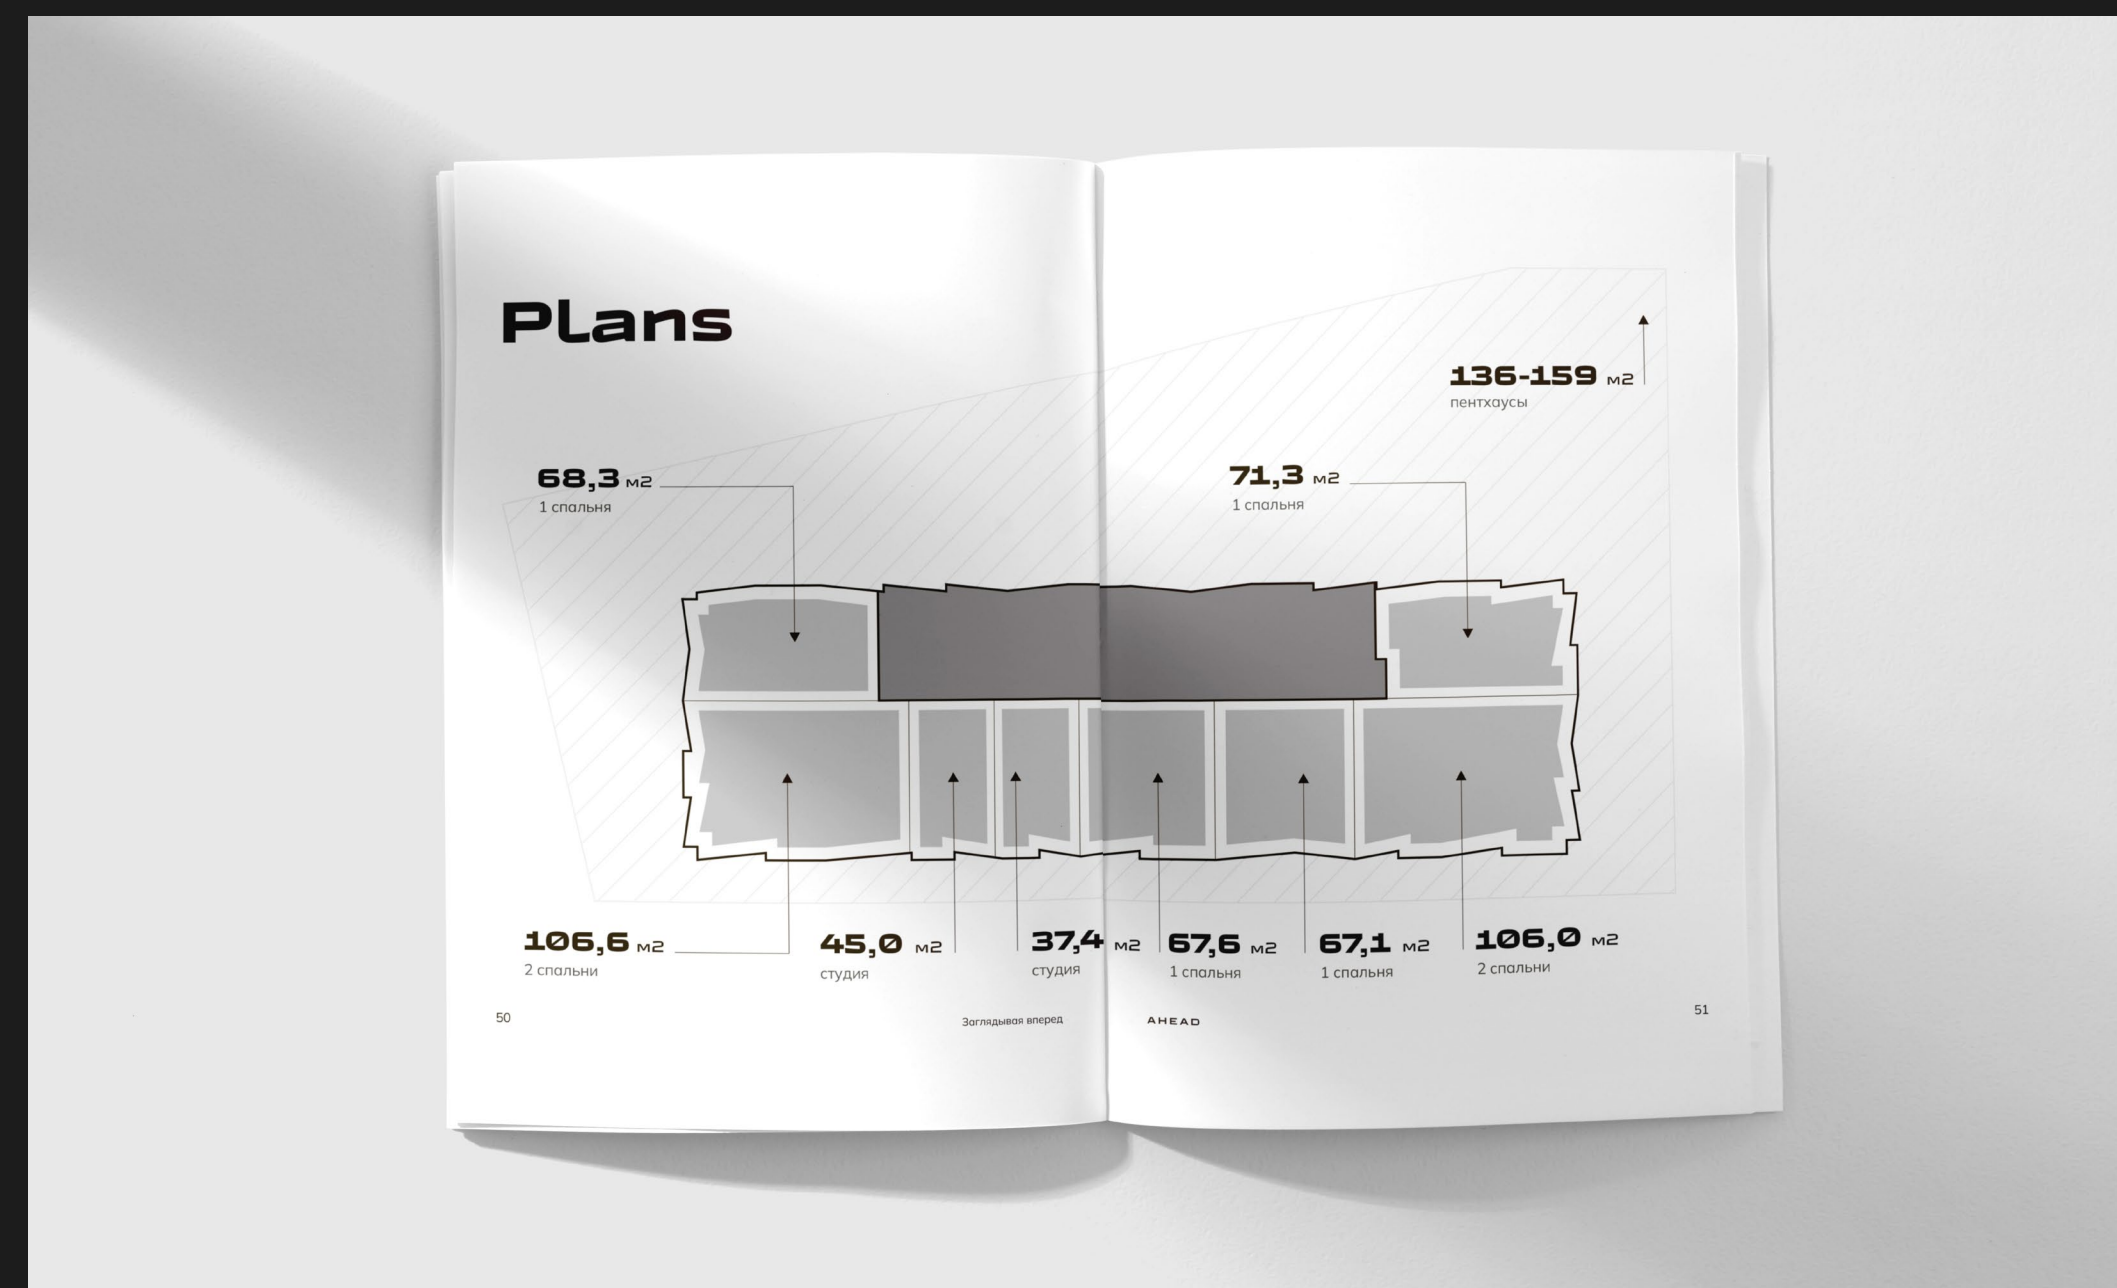 Plans
136-159 м2
пентхаусы
68,3 м2
1 спальня
71,3 м2
1 спальня
106,6 м2
2 спальни
45,0 м2
студия
37,4 м2
студия
67,6 м2
1 спальня
67,1 м2
1 спальня
106,0 м2
2 спальни
50
Заглядывая вперед
AHEAD
51